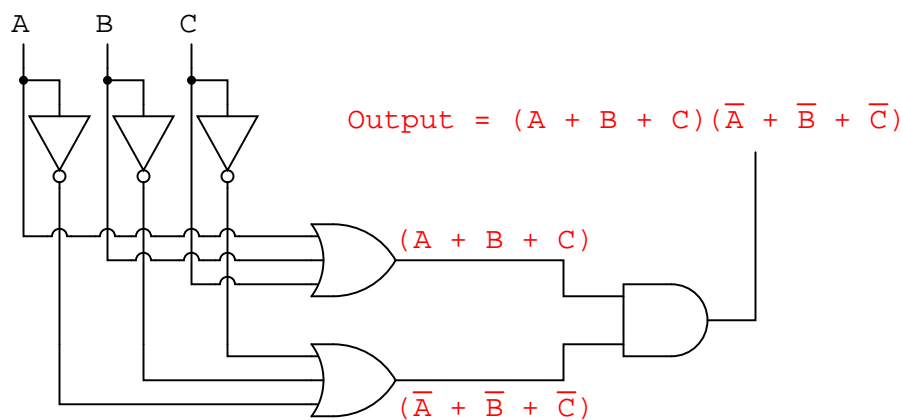 A B C
Output = (A + B + C)(A̅ + B̅ + C̅)
(A + B + C)
(A̅ + B̅ + C̅)